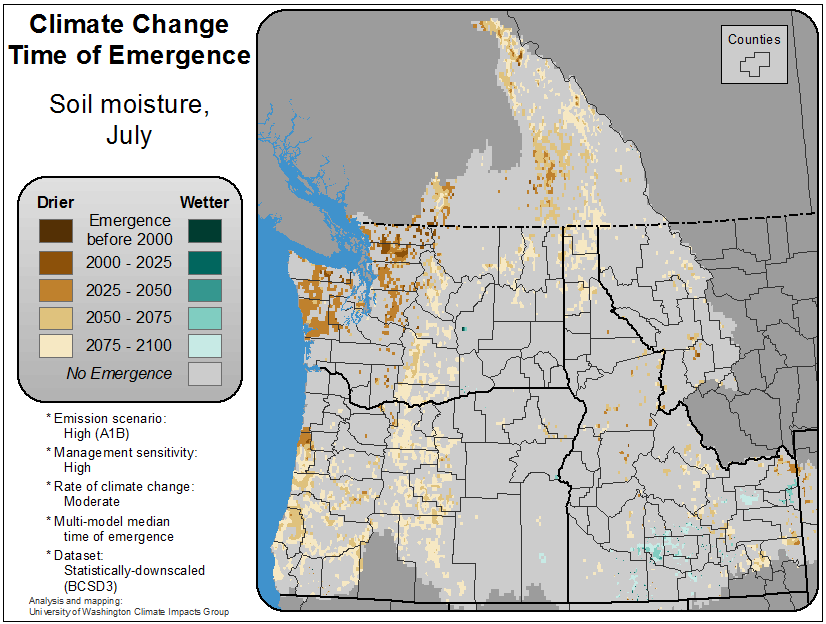 Climate Change
Time of Emergence
Soil moisture,
July
Counties
Drier
Wetter
Emergence
before 2000
2000 - 2025
2025 - 2050
2050 - 2075
2075 - 2100
No Emergence
* Emission scenario:
High (A1B)
* Management sensitivity:
High
* Rate of climate change:
Moderate
* Multi-model median
time of emergence
* Dataset:
Statistically-downscaled
(BCSD3)
Analysis and mapping:
University of Washington Climate Impacts Group